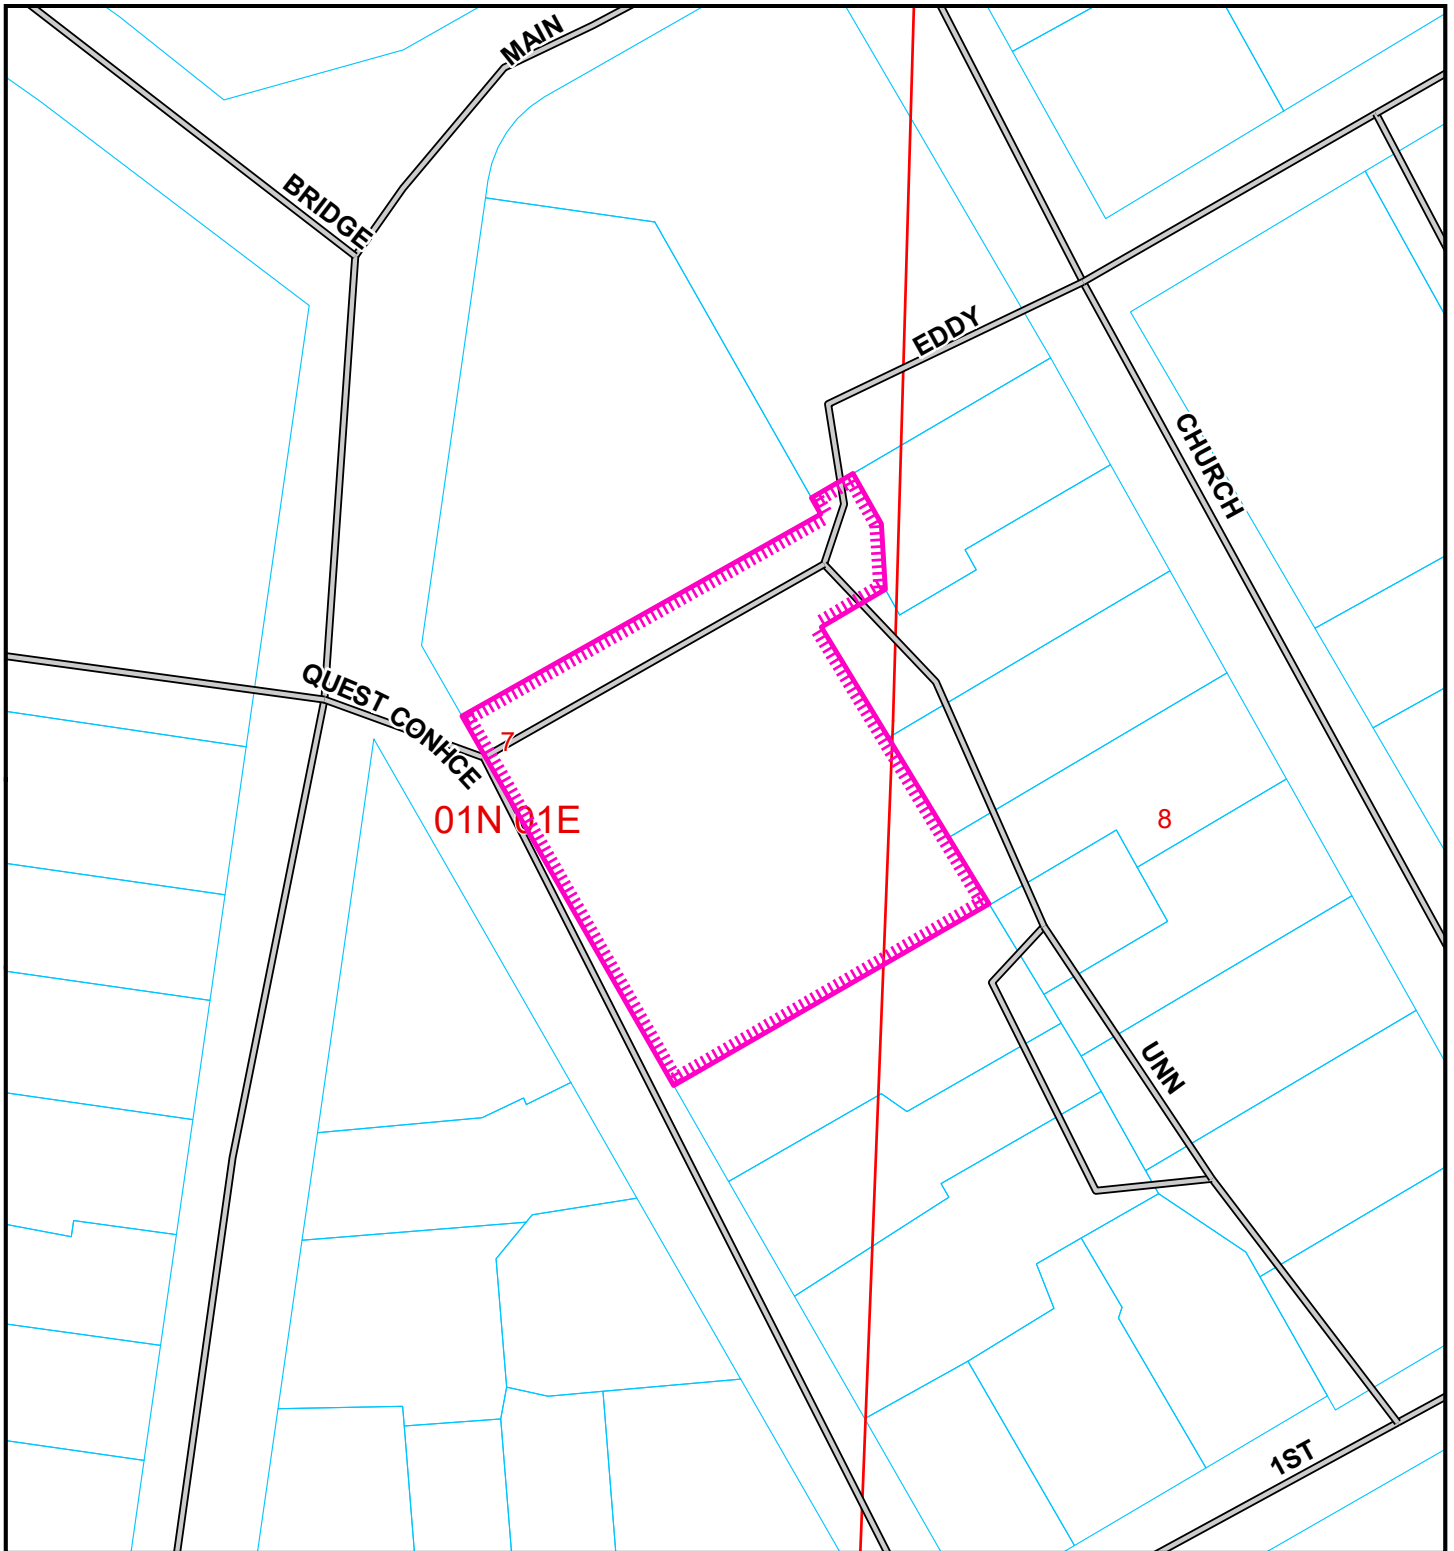 MAIN
BRIDGE
EDDY
CHURCH
QUEST CONHCE
7
01N 01E
8
UNN
1ST